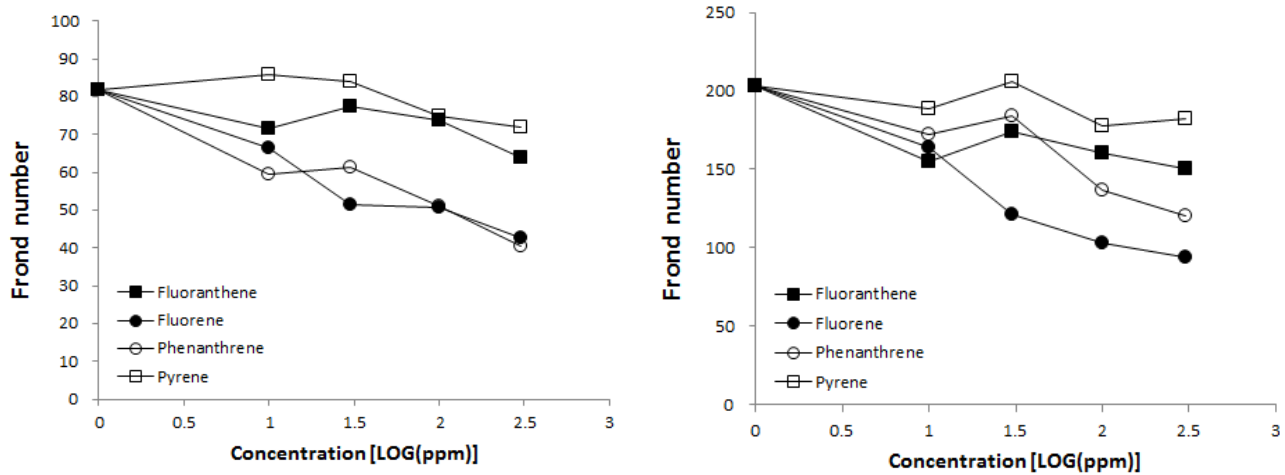 100
90
80
70
60
50
40
30
20
10
0
Frond number
Fluoranthene
Fluorene
Phenanthrene
Pyrene
0 0.5 1 1.5 2 2.5 3
Concentration [LOG(ppm)]
250
200
150
100
50
0
Frond number
Fluoranthene
Fluorene
Phenanthrene
Pyrene
0 0.5 1 1.5 2 2.5 3
Concentration [LOG(ppm)]